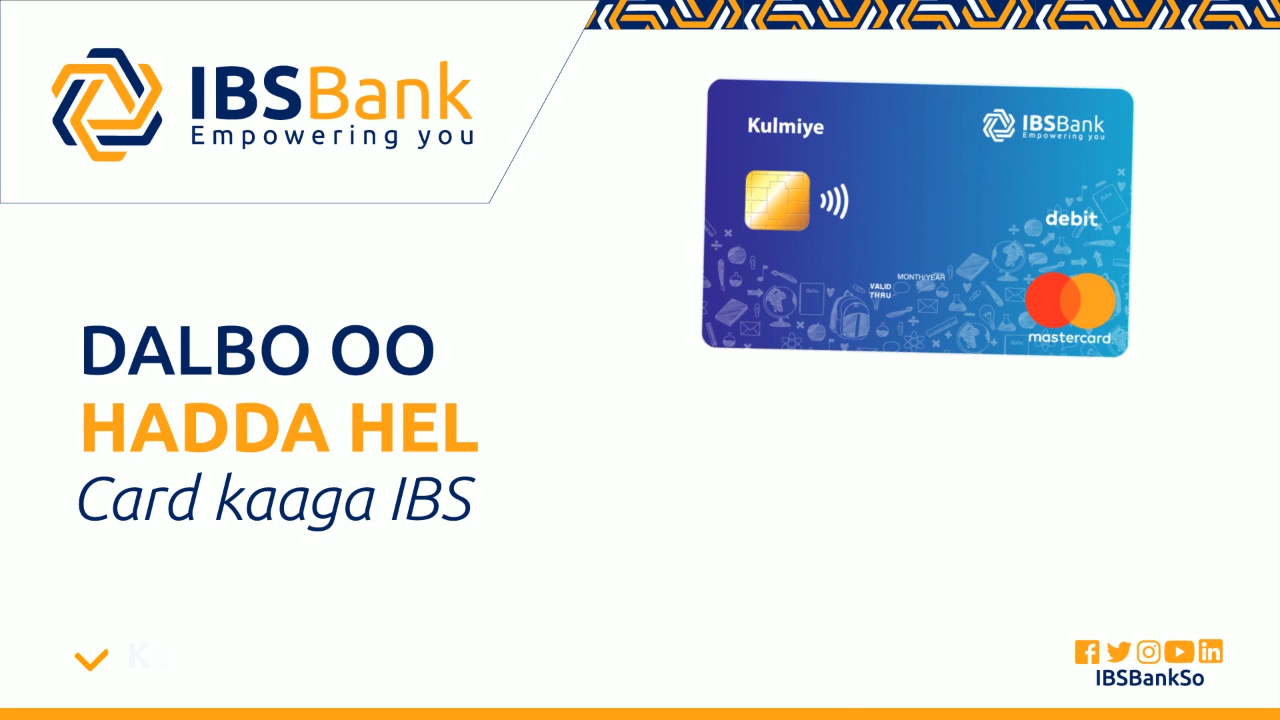 IBSBank
Empowering you
Kulmiye
IBSBank
Empowering you
debit
MONTH/YEAR
VALID
THRU
mastercard
DALBO OO
HADDA HEL
Card kaaga IBS
IBSBankSo